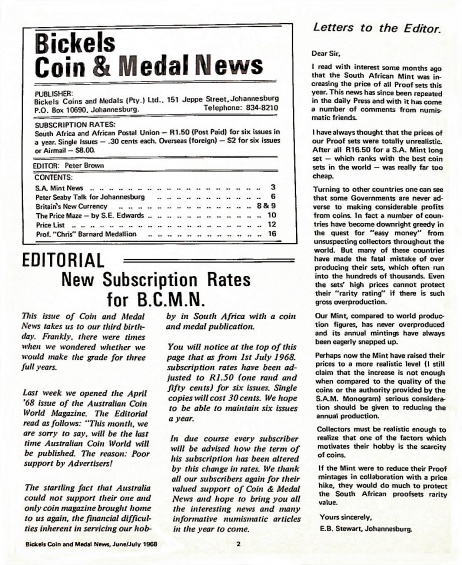 Bickels
Coin & Medal News
PUBLISHER:
Bickels Coins and Medals (Pty.) Ltd., 151 Jeppe Street, Johannesburg
P.O. Box 10690, Johannesburg. Telephone: 834-8210
SUBSCRIPTION RATES:
South Africa and African Postal Union — R1.50 (Post Paid) for six issues in
a year. Single Issues — .30 cents each. Overseas (foreign) — $2 for six issues
or Airmail — $8.00.
EDITOR: Peter Brown
CONTENTS:
S.A. Mint News .. .. .. .. .. .. .. .. .. .. .. 3
Peter Seaby Talk for Johannesburg .. .. .. .. .. .. .. 6
Britain's New Currency .. .. .. .. .. .. .. .. .. 8 & 9
The Price Maze — by S.E. Edwards .. .. .. .. .. .. .. 10
Price List .. .. .. .. .. .. .. .. .. .. .. .. 12
Prof. "Chris" Barnard Medallion .. .. .. .. .. .. .. 16
EDITORIAL
New Subscription Rates
for B.C.M.N.
This issue of Coin and Medal
News takes us to our third birth-
day. Frankly, there were times
when we wondered whether we
would make the grade for three
full years.
Last week we opened the April
'68 issue of the Australian Coin
World Magazine. The Editorial
read as follows: "This month, we
are sorry to say, will be the last
time Australian Coin World will
be published. The reason: Poor
support by Advertisers!
The startling fact that Australia
could not support their one and
only coin magazine brought home
to us again, the financial difficul-
ties inherent in servicing our hob-
by in South Africa with a coin
and medal publication.
You will notice at the top of this
page that as from 1st July 1968.
subscription rates have been ad-
justed to R1.50 (one rand and
fifty cents) for six issues. Single
copies will cost 30 cents. We hope
to be able to maintain six issues
a year.
In due course every subscriber
will be advised how the term of
his subscription has been altered
by this change in rates. We thank
all our subscribers again for their
valued support of Coin & Medal
News and hope to bring you all
the interesting news and many
informative numismatic articles
in the year to come.
Letters to the Editor.
Dear Sir,
I read with interest some months ago
that the South African Mint was in-
creasing the price of all Proof sets this
year. This news has since been repeated
in the daily Press and with it has come
a number of comments from numis-
matic friends.
I have always thought that the prices of
our Proof sets were totally unrealistic.
After all R16.50 for a S.A. Mint long
set — which ranks with the best coin
sets in the world — was really far too
cheap.
Turning to other countries one can see
that some Governments are never ad-
verse to making considerable profits
from coins. In fact a number of coun-
tries have become downright greedy in
the quest for "easy money" from
unsuspecting collectors throughout the
world. But many of these countries
have made the fatal mistake of over
producing their sets, which often run
into the hundreds of thousands. Even
the sets' high prices cannot protect
their "rarity rating" if there is such
gross overproduction.
Our Mint, compared to world produc-
tion figures, has never overproduced
and its annual mintings have always
been eagerly snapped up.
Perhaps now the Mint have raised their
prices to a more realistic level (I still
claim that the increase is not enough
when compared to the quality of the
coins or the authority provided by the
S.A.M. Monogram) serious considera-
tion should be given to reducing the
annual production.
Collectors must be realistic enough to
realize that one of the factors which
motivates their hobby is the scarcity
of coins.
If the Mint were to reduce their Proof
mintages in collaboration with a price
hike, they would do much to protect
the South African proofsets rarity
value.
Yours sincerely,
E.B. Stewart, Johannesburg.
Bickels Coin and Medal News, June/July 1968 2